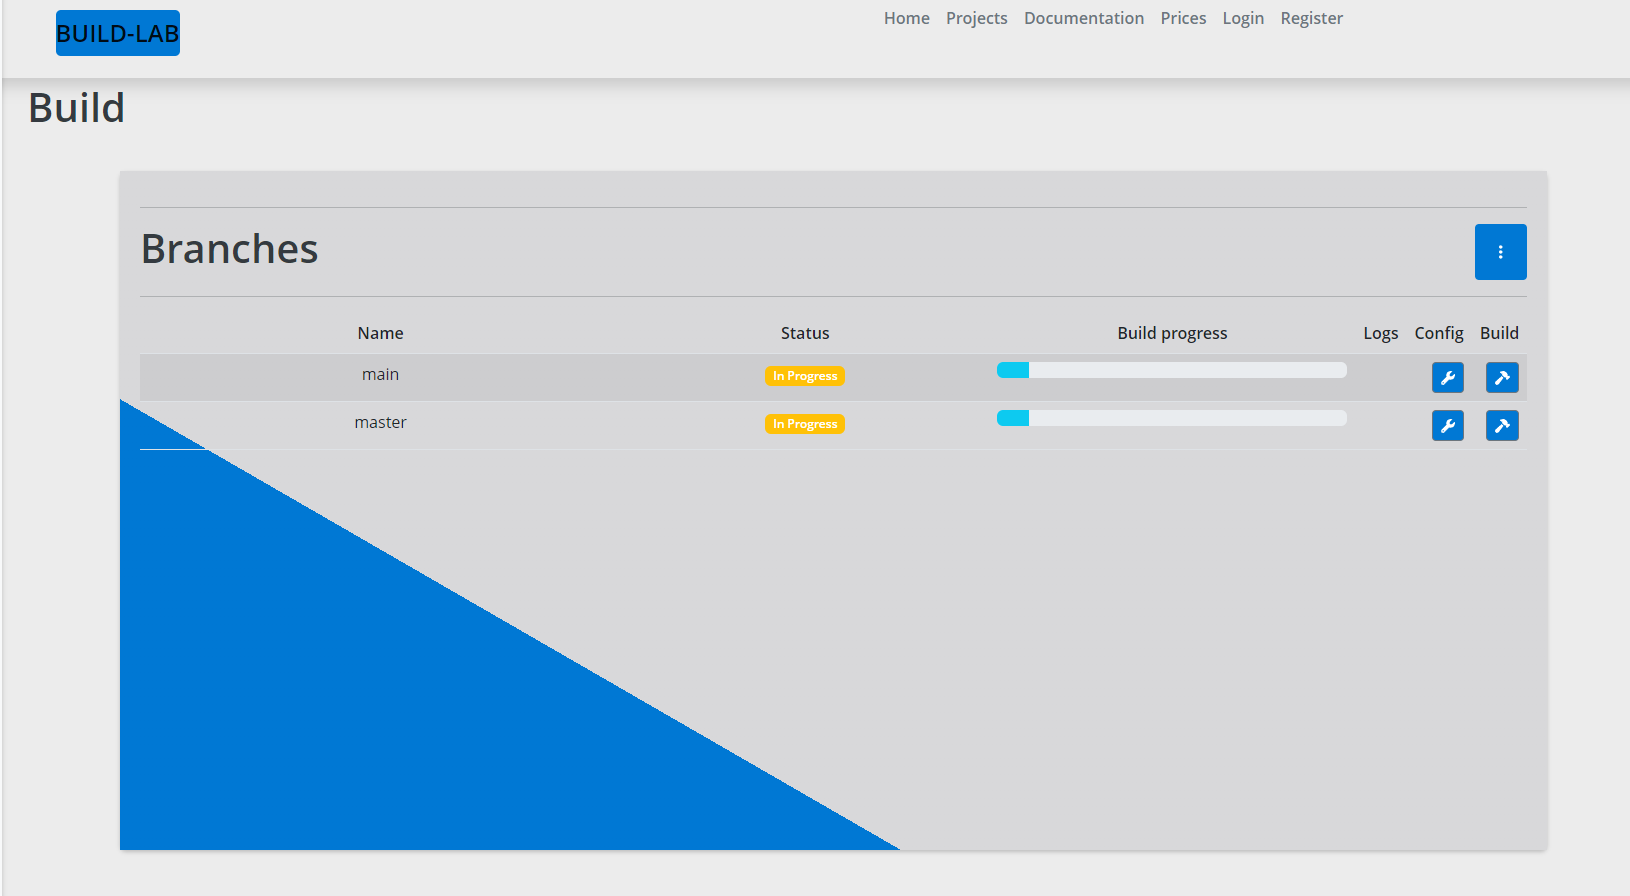 BUILD-LAB
Home Projects Documentation Prices Login Register
Build
Branches
Name Status Build progress Logs Config Build
main In Progress
master In Progress